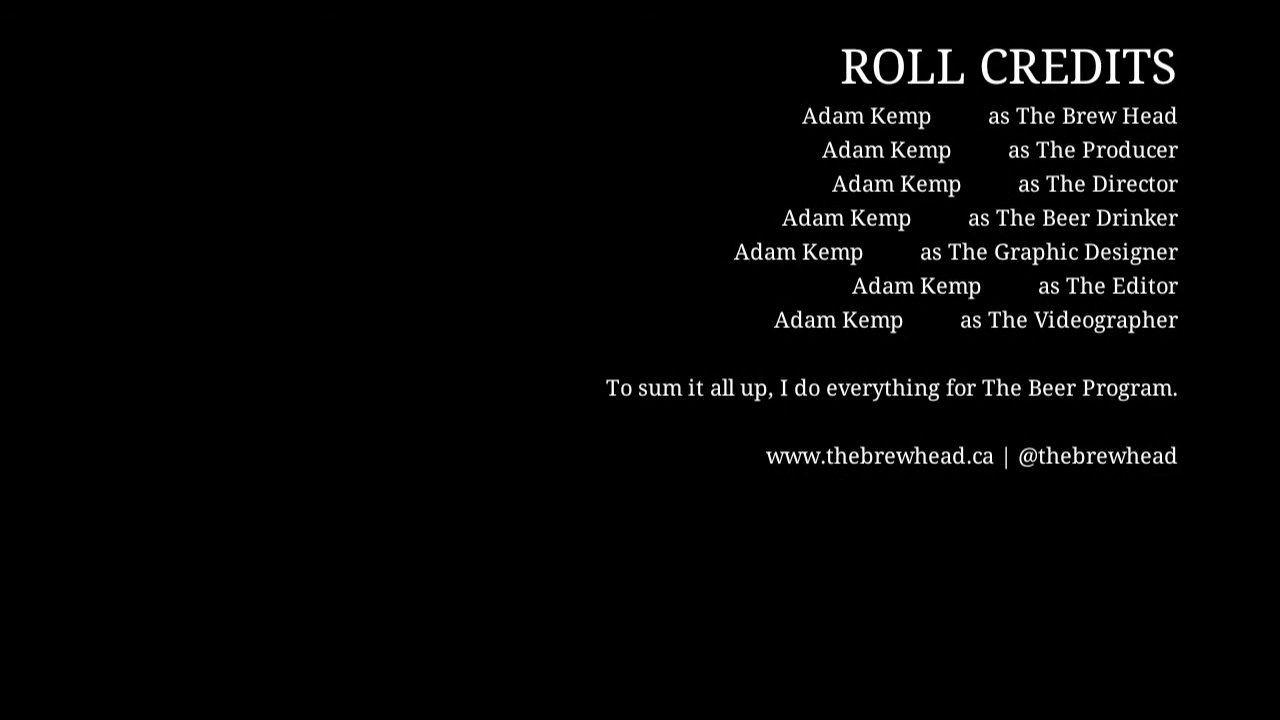 ROLL CREDITS
Adam Kemp as The Brew Head
Adam Kemp as The Producer
Adam Kemp as The Director
Adam Kemp as The Beer Drinker
Adam Kemp as The Graphic Designer
Adam Kemp as The Editor
Adam Kemp as The Videographer
To sum it all up, I do everything for The Beer Program.
www.thebrewhead.ca | @thebrewhead